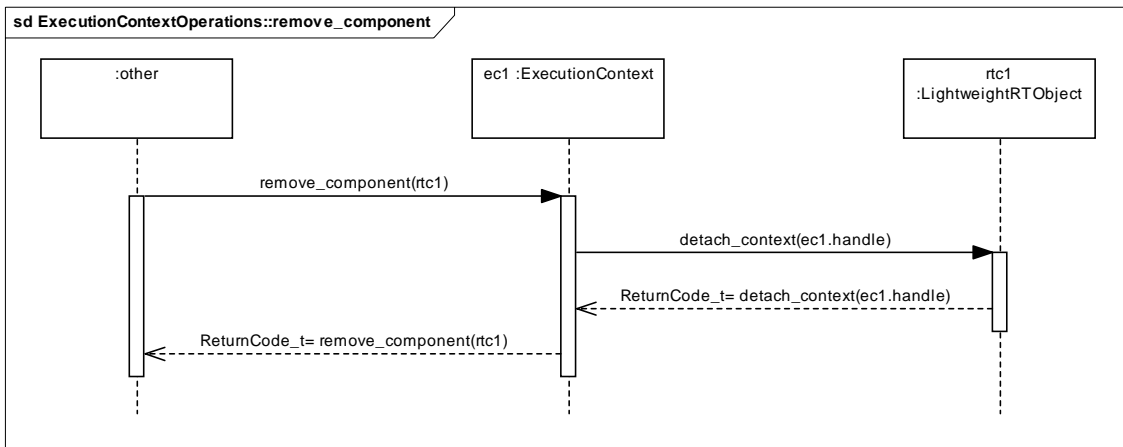 sd ExecutionContextOperations::remove_component
:other
ec1 :ExecutionContext
rtc1
:LightweightRTObject
remove_component(rtc1)
detach_context(ec1.handle)
ReturnCode_t= detach_context(ec1.handle)
ReturnCode_t= remove_component(rtc1)